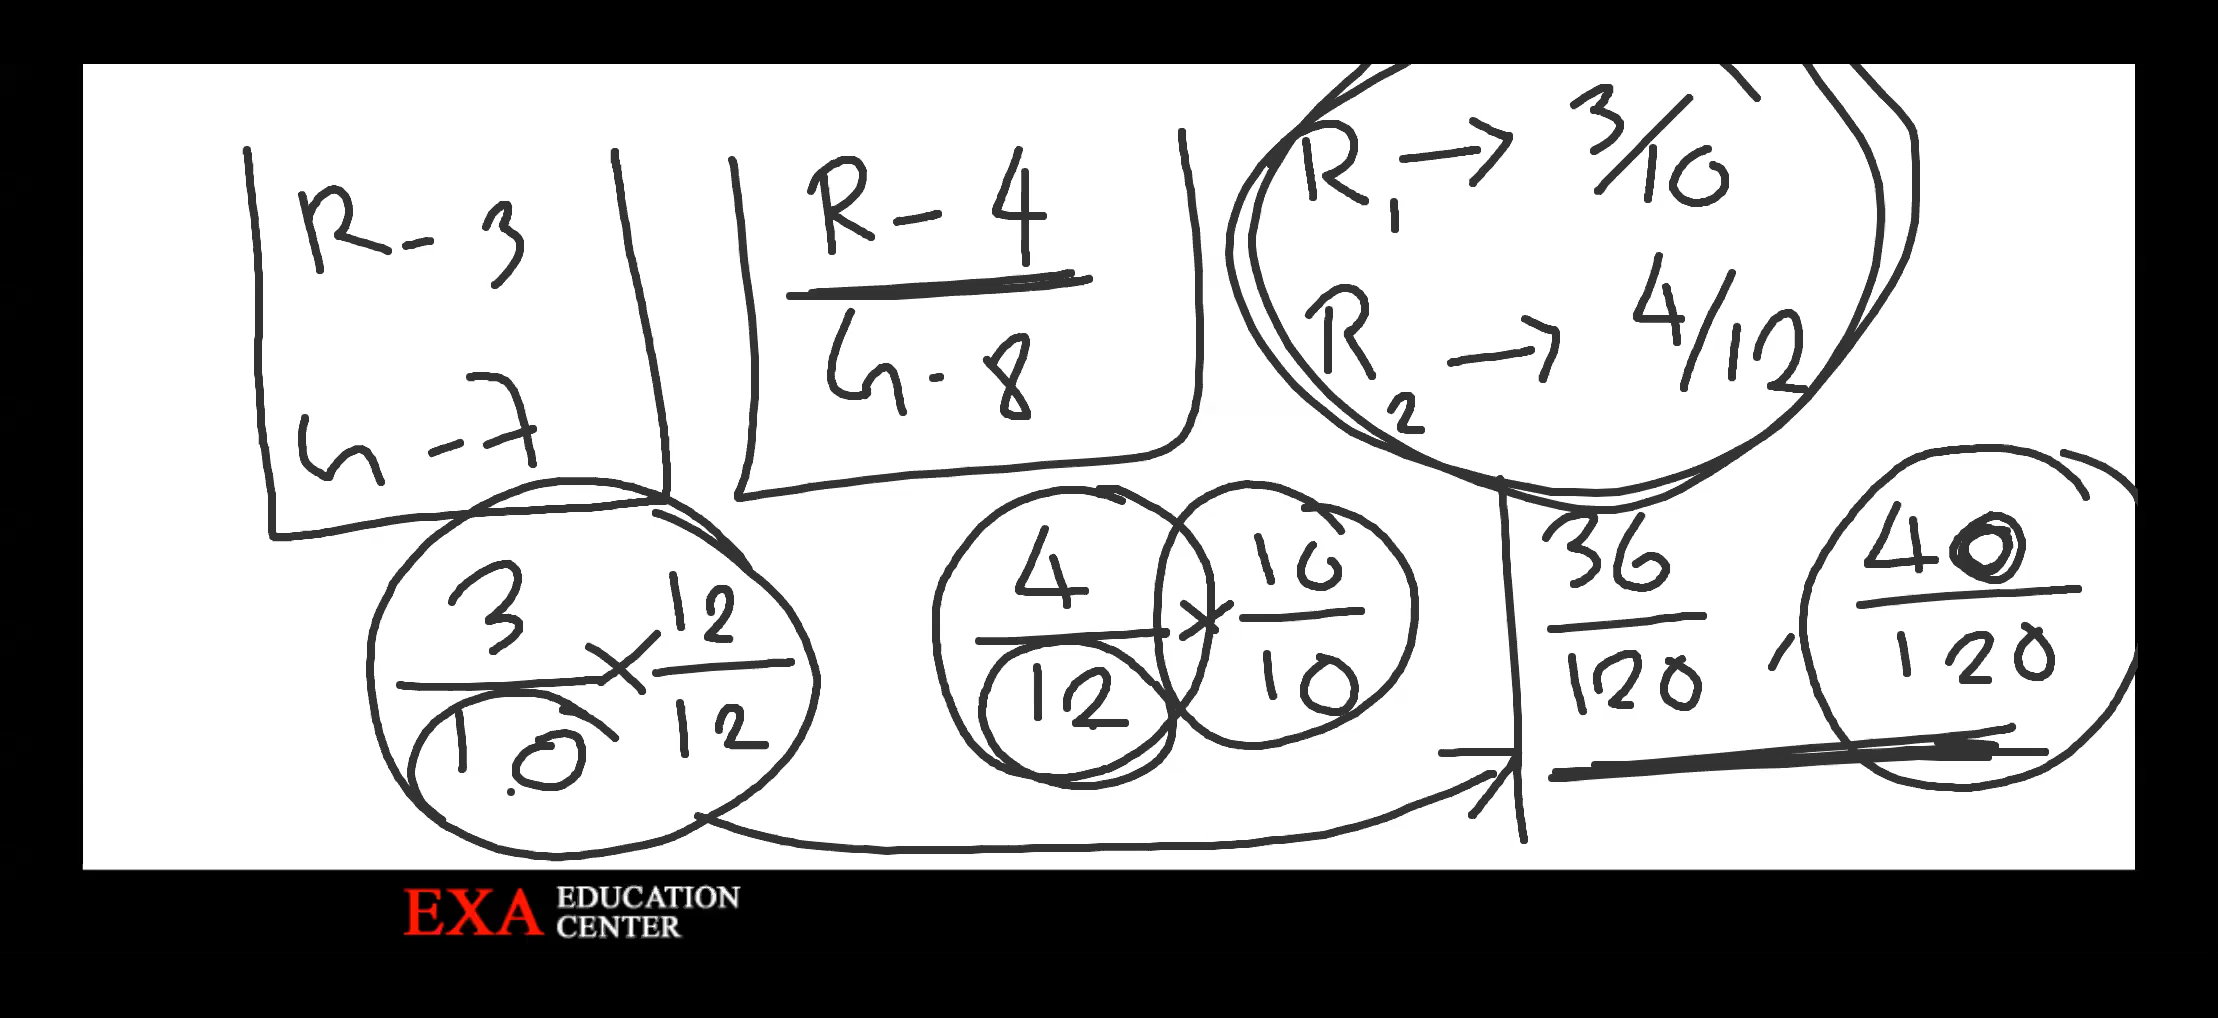 R - 3
G - 7
R - 4
G - 8
R₁ → 3/10
R₂ → 4/12
3/10 × 12/12
4/12 × 10/10
36/120 , 40/120
EXA EDUCATION
CENTER